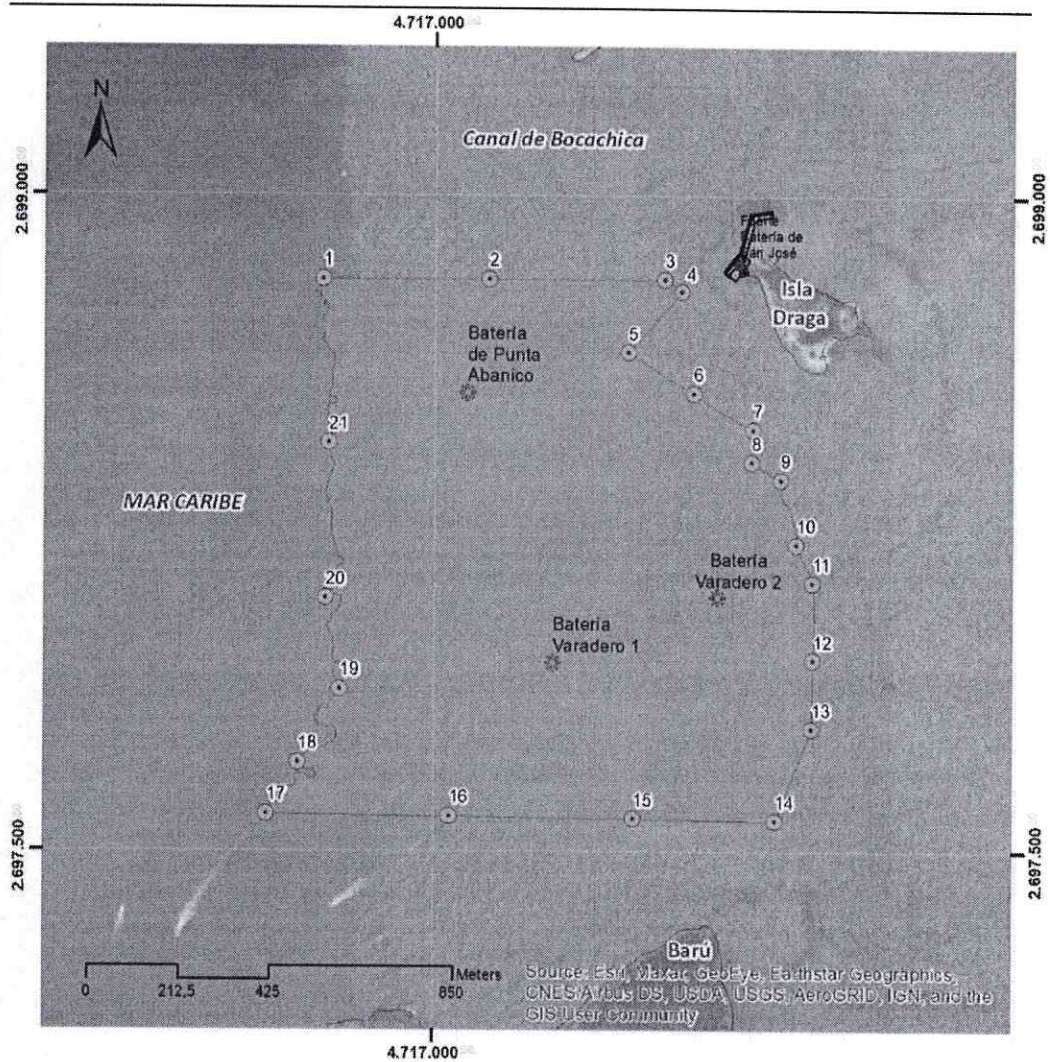 4.717.000
N
Canal de Bocachica
2.699.000
2.699.000
Fuerte
Batería de
San José
1
2
3
4
Isla
Draga
Batería
de Punta
Abanico
5
6
7
8
9
21
MAR CARIBE
10
11
20
Batería
Varadero 2
Batería
Varadero 1
12
19
13
18
17
16
15
14
2.697.500
2.697.500
Barú
Meters
0
212,5
425
850
Source: Esri, Maxar, GeoEye, Earthstar Geographics,
CNES/Airbus DS, USDA, USGS, AeroGRID, IGN, and the
GIS User Community
4.717.000